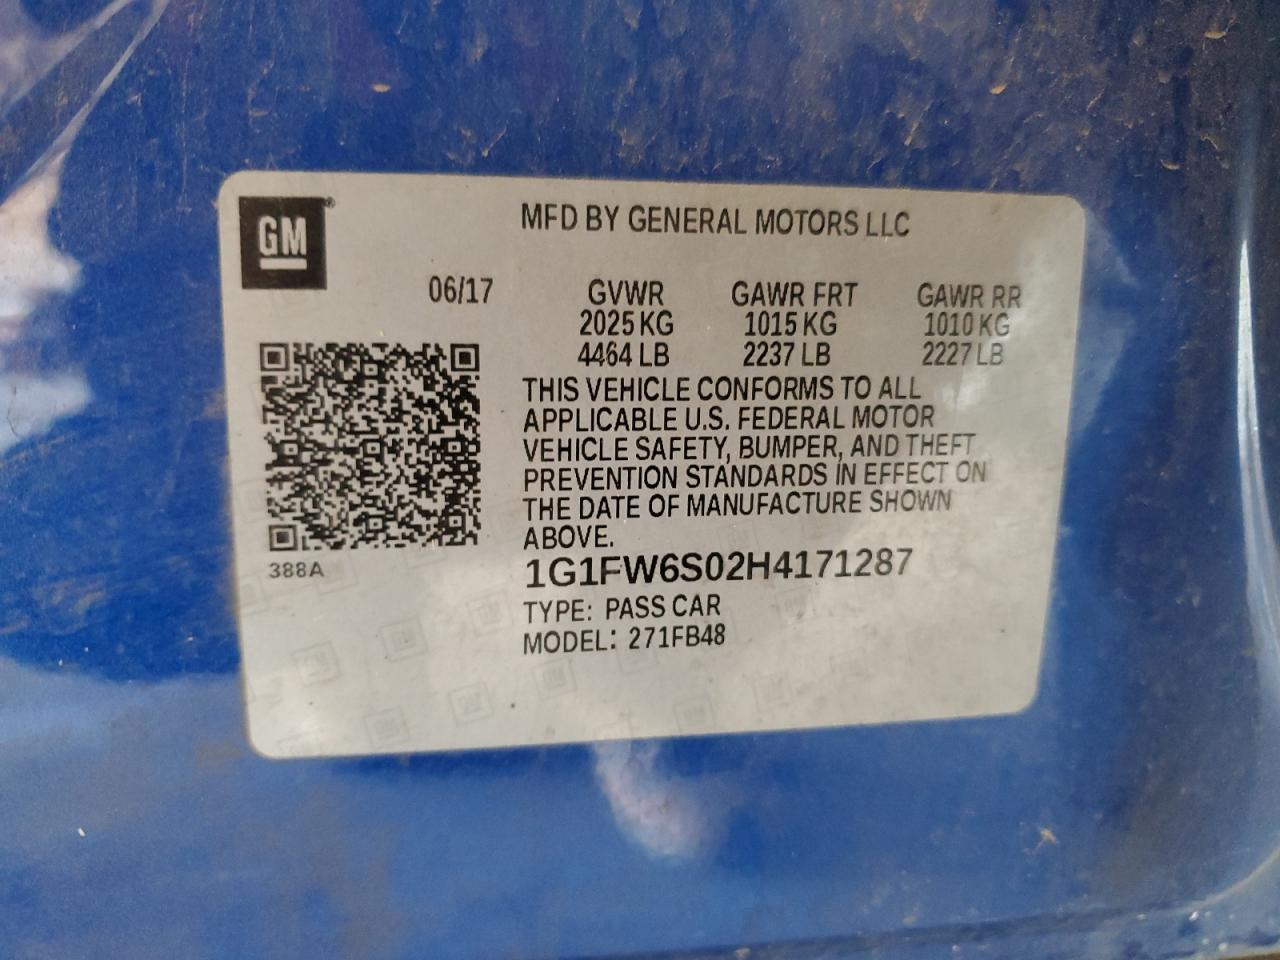 GM®
MFD BY GENERAL MOTORS LLC
06/17
GVWR GAWR FRT GAWR RR
2025 KG 1015 KG 1010 KG
4464 LB 2237 LB 2227 LB
THIS VEHICLE CONFORMS TO ALL
APPLICABLE U.S. FEDERAL MOTOR
VEHICLE SAFETY, BUMPER, AND THEFT
PREVENTION STANDARDS IN EFFECT ON
THE DATE OF MANUFACTURE SHOWN
ABOVE.
388A
1G1FW6S02H4171287
TYPE: PASS CAR
MODEL: 271FB48